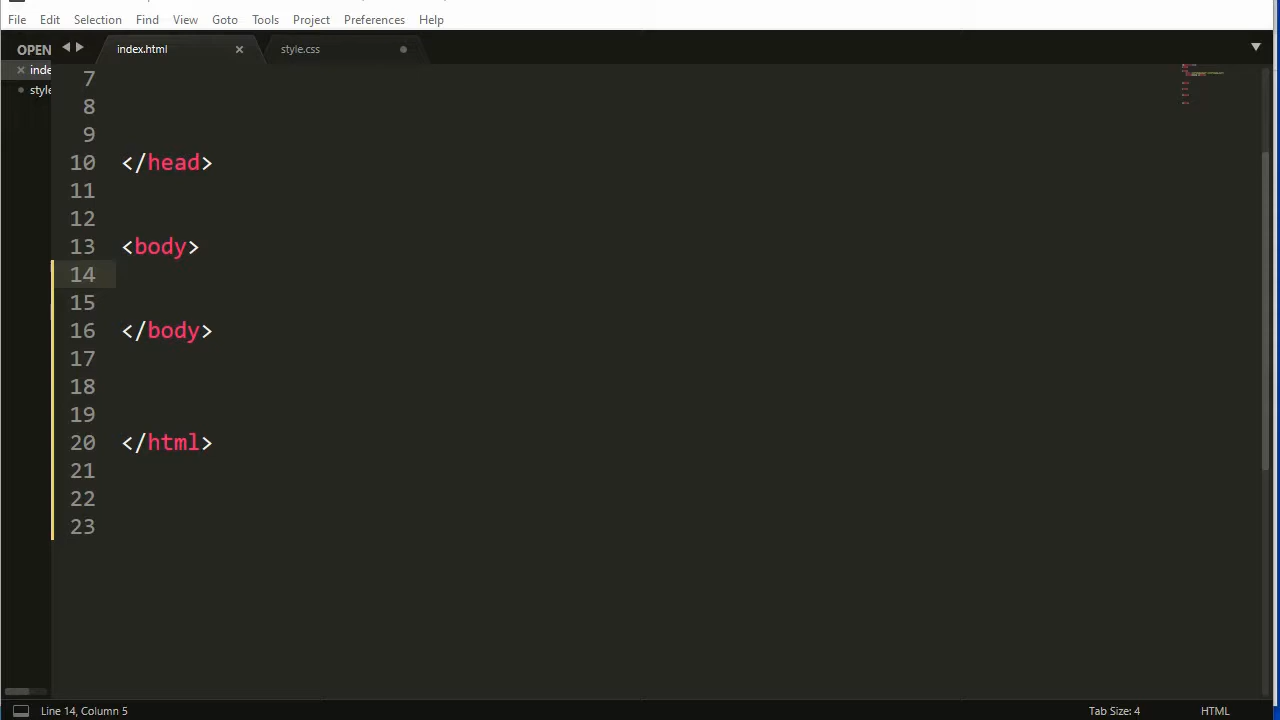 File Edit Selection Find View Goto Tools Project Preferences Help
OPEN
index.html
style.css
inde
style
7
8
9
10 </head>
11
12
13 <body>
14
15
16 </body>
17
18
19
20 </html>
21
22
23
Line 14, Column 5
Tab Size: 4
HTML